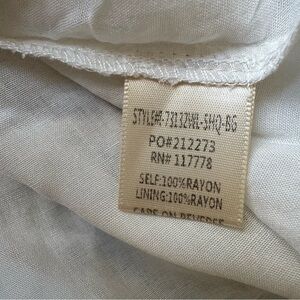 PO#212273
RN# 117778
SELF:100%RAYON
LINING:100%RAYON
CARE ON REVERSE